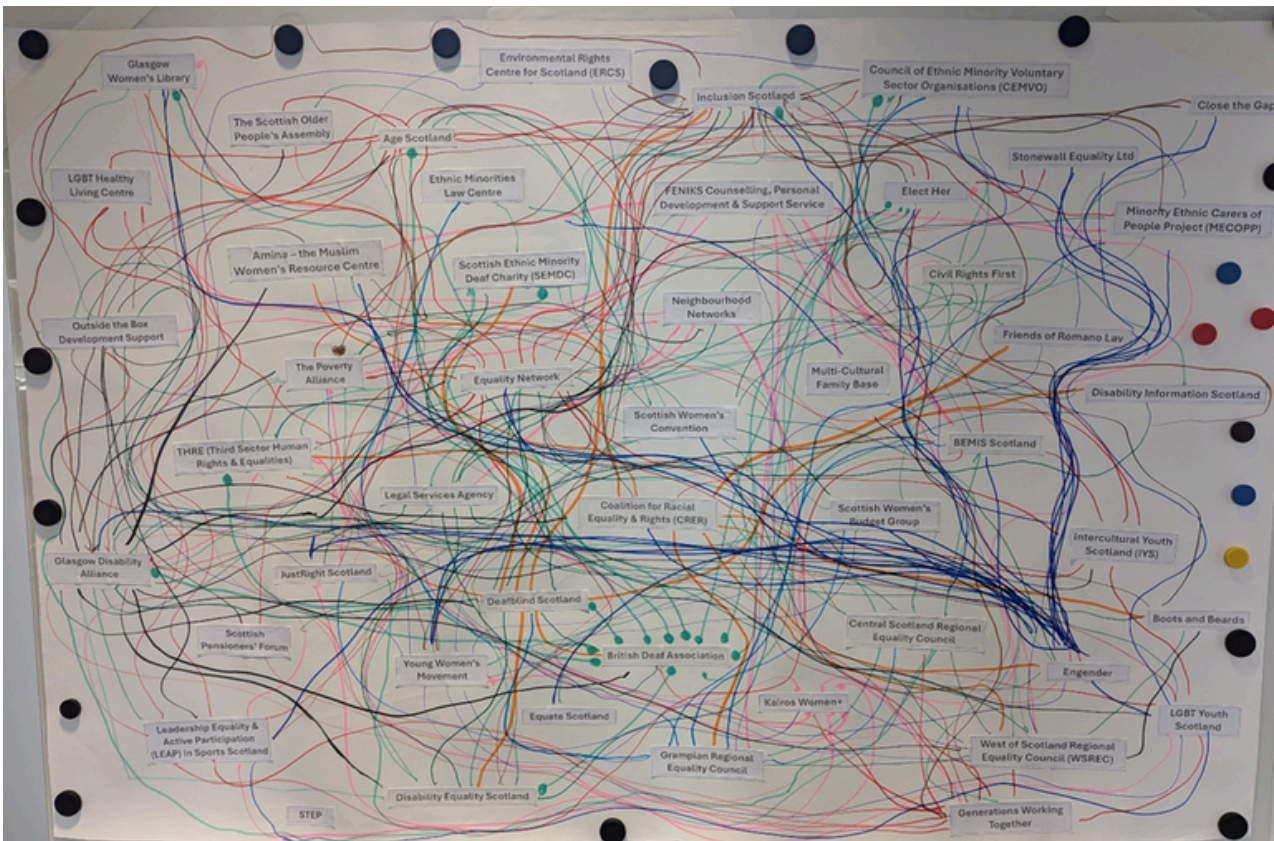 Glasgow
Women's Library
Environmental Rights
Centre for Scotland (ERCS)
Inclusion Scotland
Council of Ethnic Minority Voluntary
Sector Organisations (CEMVO)
Close the Gap
The Scottish Older
People's Assembly
Age Scotland
Stonewall Equality Ltd
LGBT Healthy
Living Centre
Ethnic Minorities
Law Centre
FENIKS Counselling, Personal
Development & Support Service
Elect Her
Minority Ethnic Carers of
People Project (MECOPP)
Amina – the Muslim
Women's Resource Centre
Scottish Ethnic Minority
Deaf Charity (SEMDC)
Civil Rights First
Neighbourhood
Networks
Outside the Box
Development Support
Friends of Romano Lav
The Poverty
Alliance
Equality Network
Multi-Cultural
Family Base
Disability Information Scotland
Scottish Women's
Convention
BEMIS Scotland
THRE (Third Sector Human
Rights & Equalities)
Legal Services Agency
Coalition for Racial
Equality & Rights (CRER)
Scottish Women's
Budget Group
Intercultural Youth
Scotland (IYS)
Glasgow Disability
Alliance
JustRight Scotland
Deafblind Scotland
Boots and Beards
Scottish
Pensioners' Forum
Central Scotland Regional
Equality Council
British Deaf Association
Young Women's
Movement
Engender
Equate Scotland
Kairos Women+
LGBT Youth
Scotland
Leadership Equality &
Active Participation
(LEAP) in Sports Scotland
Grampian Regional
Equality Council
West of Scotland Regional
Equality Council (WSREC)
Disability Equality Scotland
STEP
Generations Working
Together